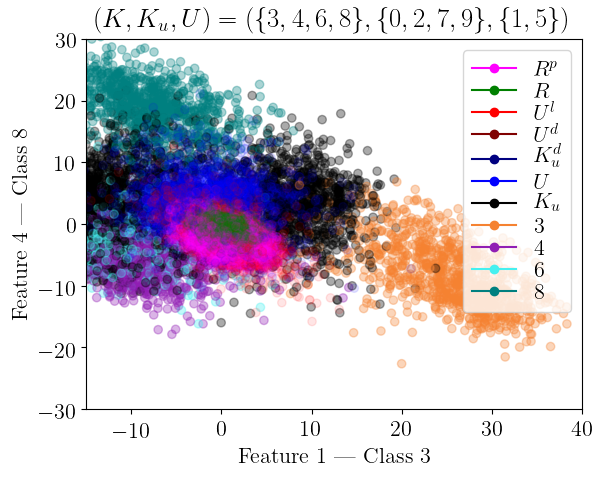 (K, K_u, U) = ({3, 4, 6, 8}, {0, 2, 7, 9}, {1, 5})
30
20
10
0
−10
−20
−30
Feature 4 — Class 8
R^p
R
U^l
U^d
K_u^d
U
K_u
3
4
6
8
−10
0
10
20
30
40
Feature 1 — Class 3